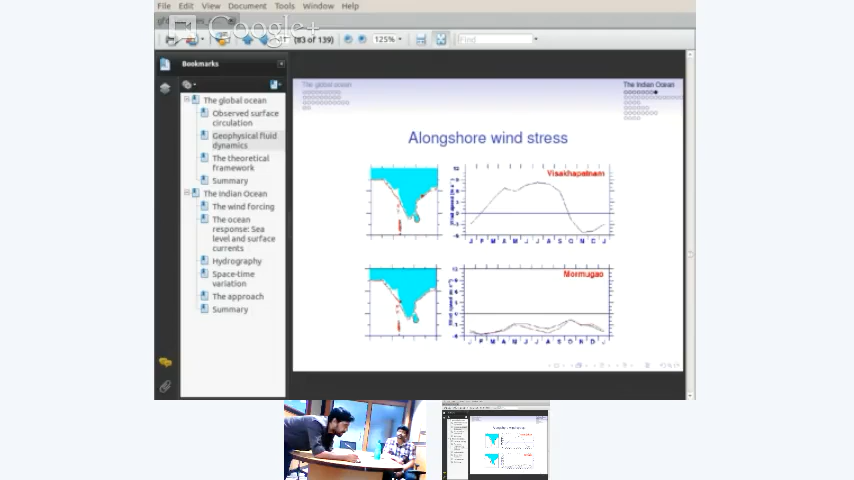 File Edit View Document Tools Window Help
Google+
(83 of 139)
125%
Find
Bookmarks
The global ocean
Observed surface
circulation
Geophysical fluid
dynamics
The theoretical
framework
Summary
The Indian Ocean
The wind forcing
The ocean
response: Sea
level and surface
currents
Hydrography
Space-time
variation
The approach
Summary
The global ocean
The Indian Ocean
Alongshore wind stress
Visakhapatnam
J F M A M J J A S O N D J
Mormugao
J F M A M J J A S O N D J